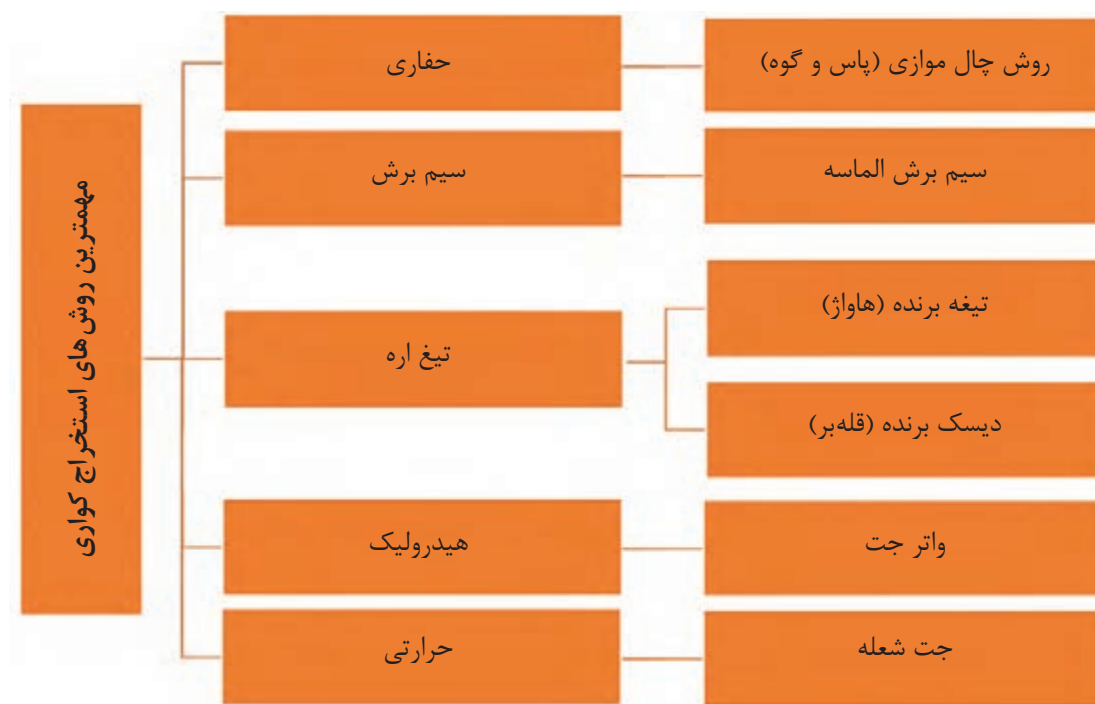 مهمترین روش‌های استخراج کواری
حفاری
روش چال موازی (پاس و گوه)
سیم برش
سیم برش الماسه
تیغ اره
تیغه برنده (هاواژ)
دیسک برنده (قله‌بر)
هیدرولیک
واتر جت
حرارتی
جت شعله